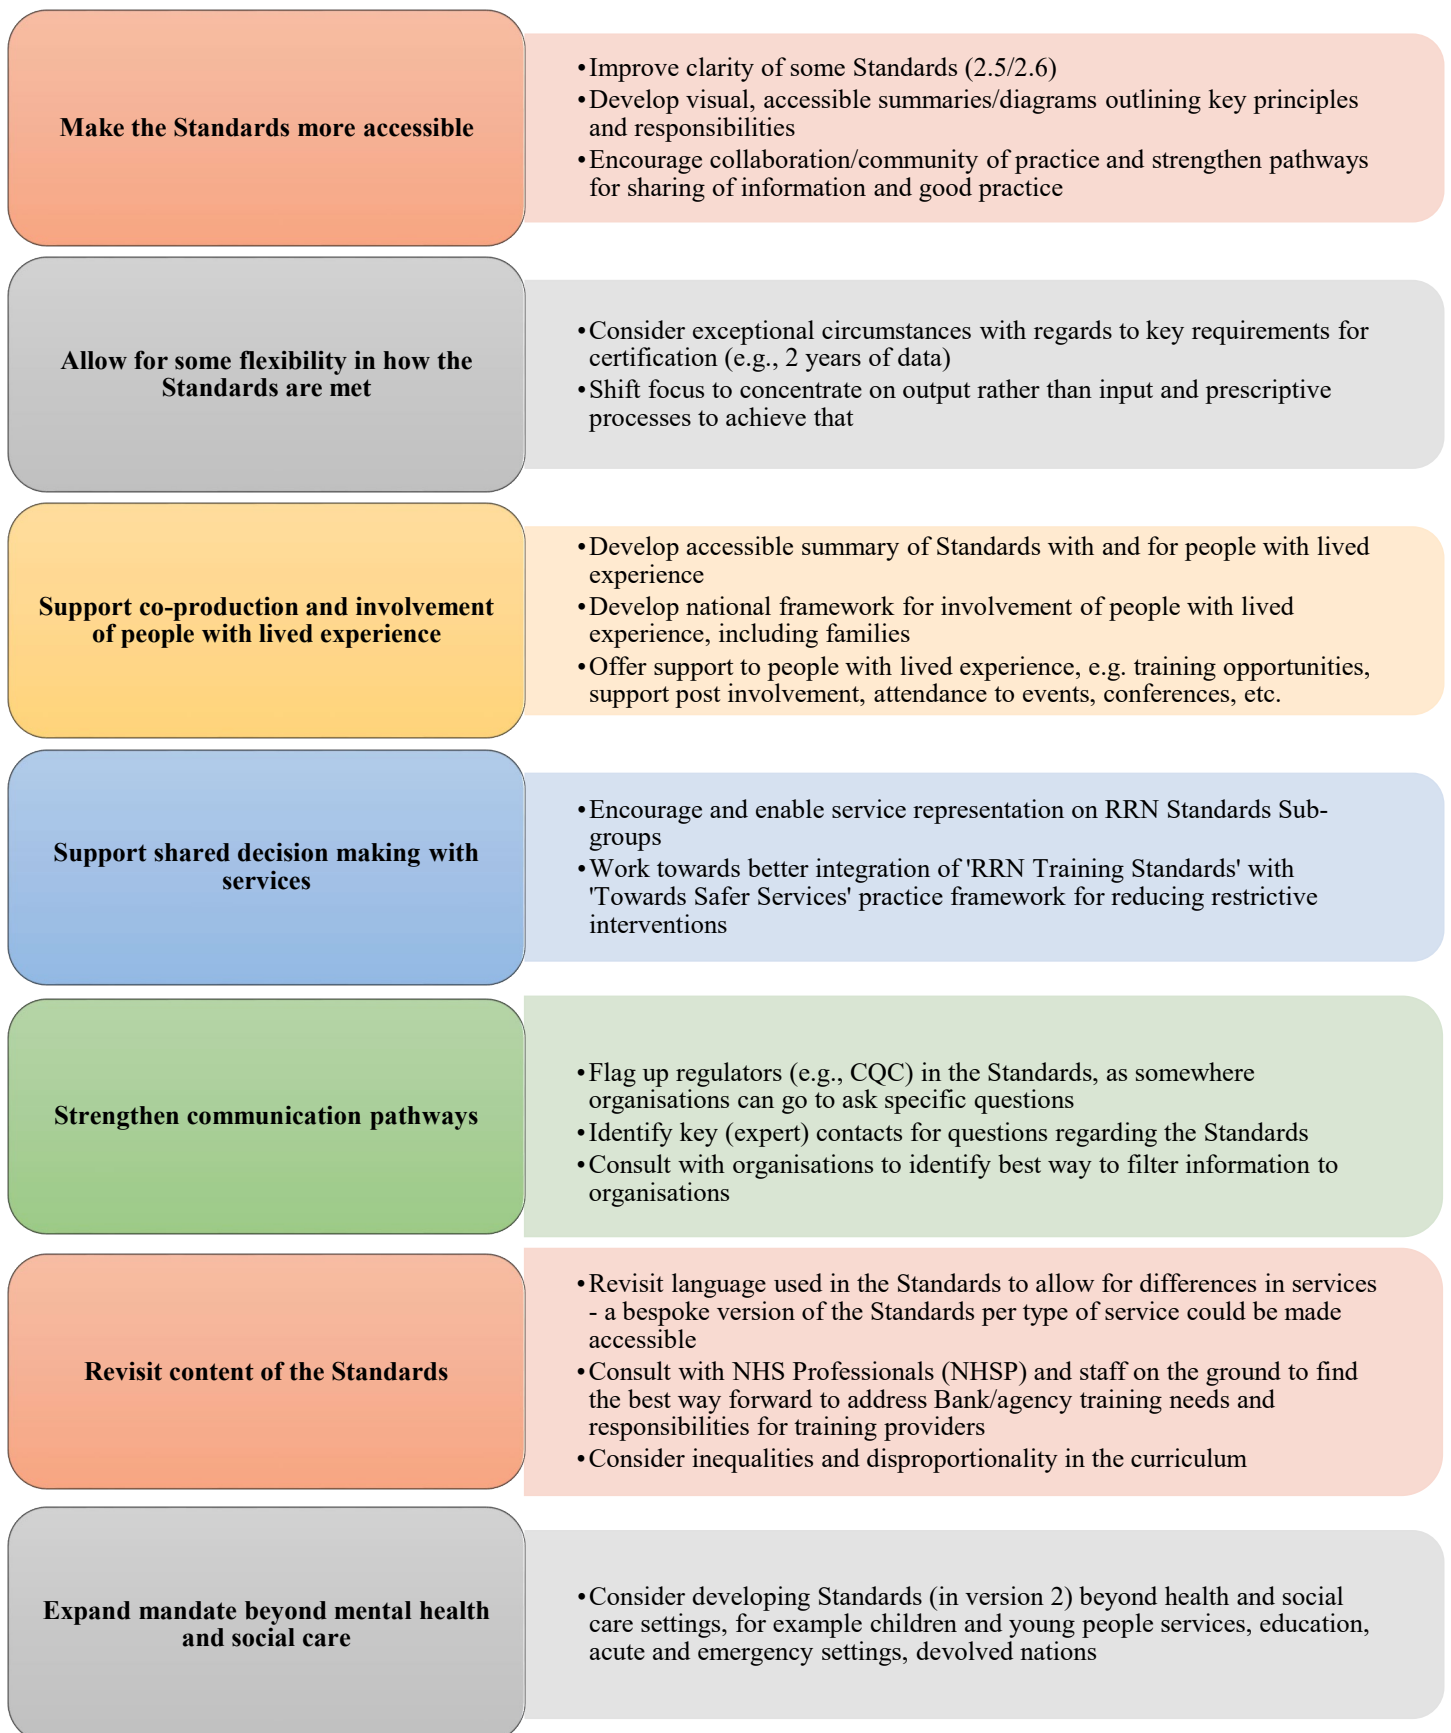 Make the Standards more accessible
•Improve clarity of some Standards (2.5/2.6)
•Develop visual, accessible summaries/diagrams outlining key principles
and responsibilities
•Encourage collaboration/community of practice and strengthen pathways
for sharing of information and good practice
Allow for some flexibility in how the
Standards are met
•Consider exceptional circumstances with regards to key requirements for
certification (e.g., 2 years of data)
•Shift focus to concentrate on output rather than input and prescriptive
processes to achieve that
Support co-production and involvement
of people with lived experience
•Develop accessible summary of Standards with and for people with lived
experience
•Develop national framework for involvement of people with lived
experience, including families
•Offer support to people with lived experience, e.g. training opportunities,
support post involvement, attendance to events, conferences, etc.
Support shared decision making with
services
•Encourage and enable service representation on RRN Standards Sub-
groups
•Work towards better integration of 'RRN Training Standards' with
'Towards Safer Services' practice framework for reducing restrictive
interventions
Strengthen communication pathways
•Flag up regulators (e.g., CQC) in the Standards, as somewhere
organisations can go to ask specific questions
•Identify key (expert) contacts for questions regarding the Standards
•Consult with organisations to identify best way to filter information to
organisations
Revisit content of the Standards
•Revisit language used in the Standards to allow for differences in services
- a bespoke version of the Standards per type of service could be made
accessible
•Consult with NHS Professionals (NHSP) and staff on the ground to find
the best way forward to address Bank/agency training needs and
responsibilities for training providers
•Consider inequalities and disproportionality in the curriculum
Expand mandate beyond mental health
and social care
•Consider developing Standards (in version 2) beyond health and social
care settings, for example children and young people services, education,
acute and emergency settings, devolved nations